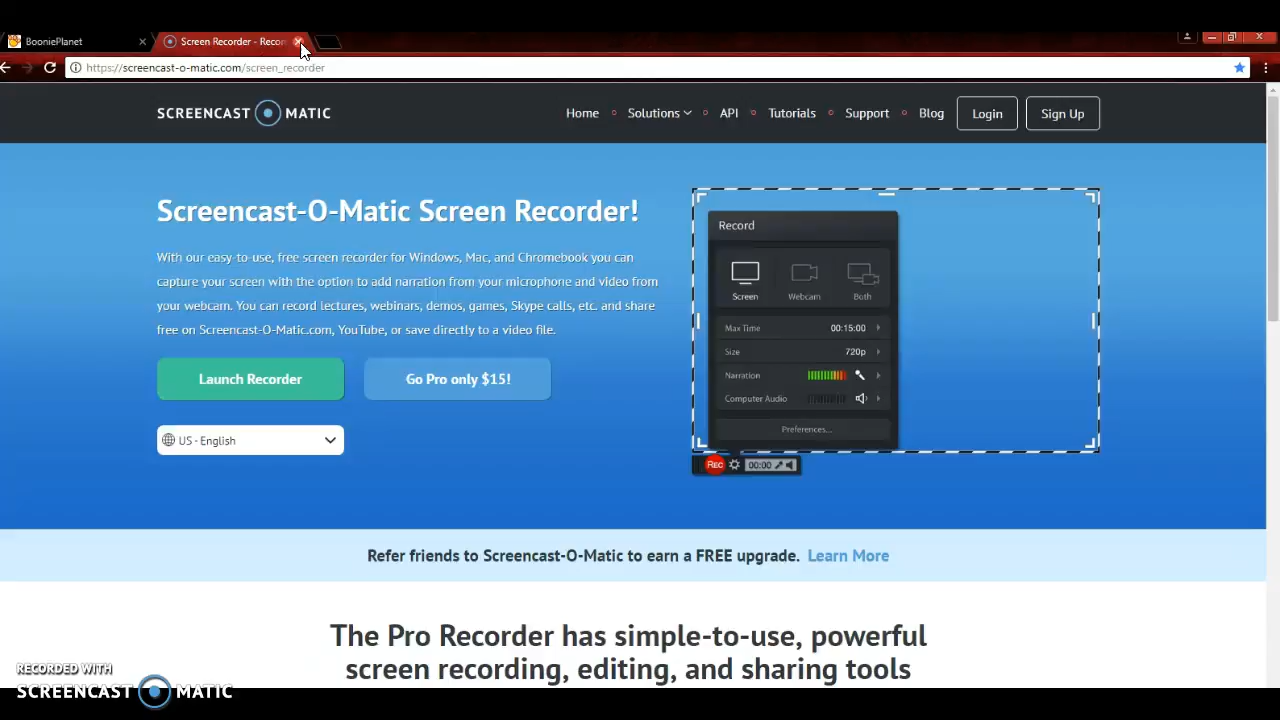 BooniePlanet
Screen Recorder - Recor
https://screencast-o-matic.com/screen_recorder
SCREENCAST MATIC
Home
Solutions
API
Tutorials
Support
Blog
Login
Sign Up
Screencast-O-Matic Screen Recorder!
With our easy-to-use, free screen recorder for Windows, Mac, and Chromebook you can
capture your screen with the option to add narration from your microphone and video from
your webcam. You can record lectures, webinars, demos, games, Skype calls, etc. and share
free on Screencast-O-Matic.com, YouTube, or save directly to a video file.
Launch Recorder
Go Pro only $15!
US - English
Record
Screen
Webcam
Both
Max Time 00:15:00
Size 720p
Narration
Computer Audio
Preferences...
REC 00:00
Refer friends to Screencast-O-Matic to earn a FREE upgrade. Learn More
The Pro Recorder has simple-to-use, powerful
screen recording, editing, and sharing tools
RECORDED WITH
SCREENCAST MATIC